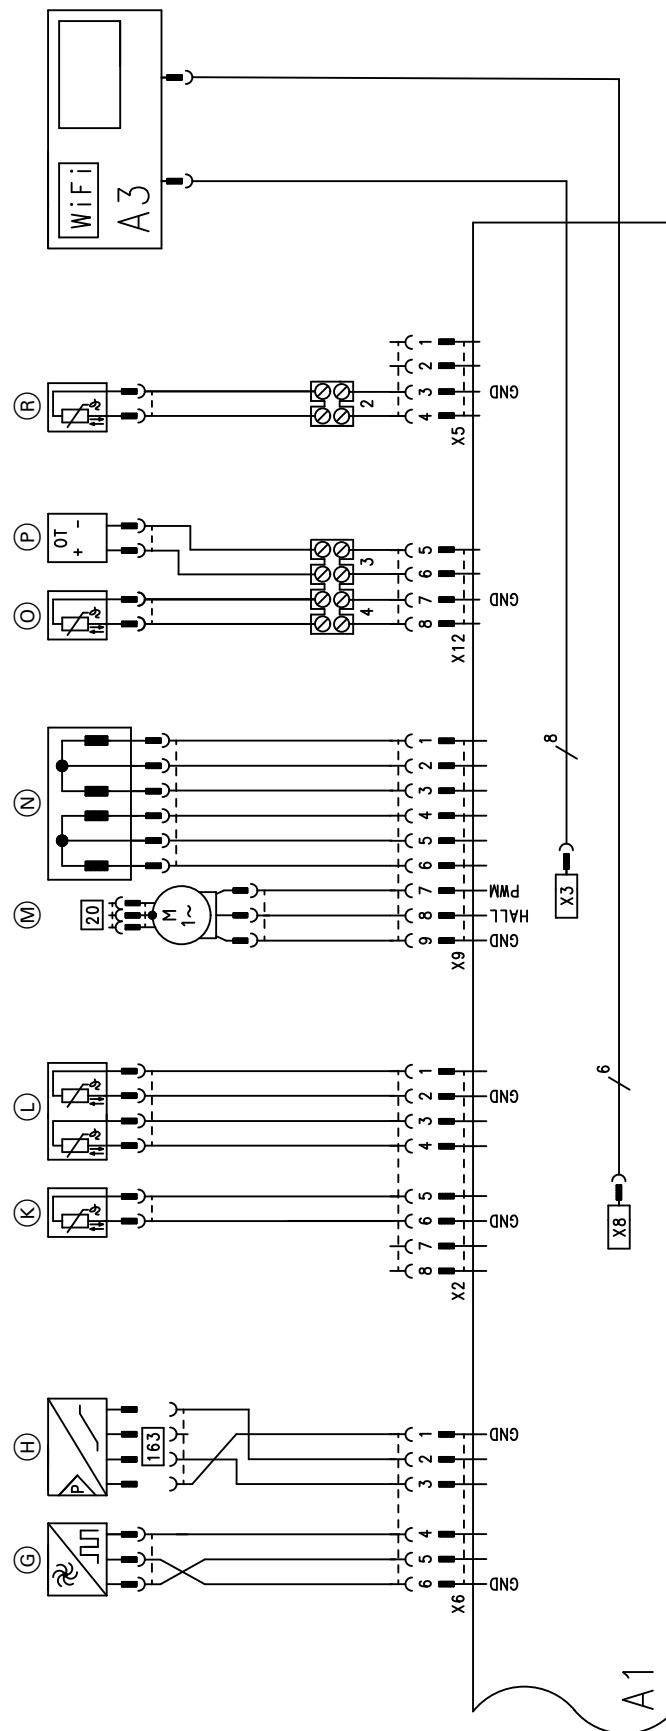 WiFi
A3
R
2
1
2
3
4
X5
GND
P
OT
+ -
3
5
6
O
4
7
8
X12
GND
N
1
2
3
4
5
6
8
X3
M
20
M
1~
7
8
9
X9
PWM
HALL
GND
L
ϑ
ϑ
1
2
3
4
GND
K
ϑ
5
6
7
8
X2
GND
6
X8
H
P
163
1
2
3
GND
G
4
5
6
X6
GND
A1